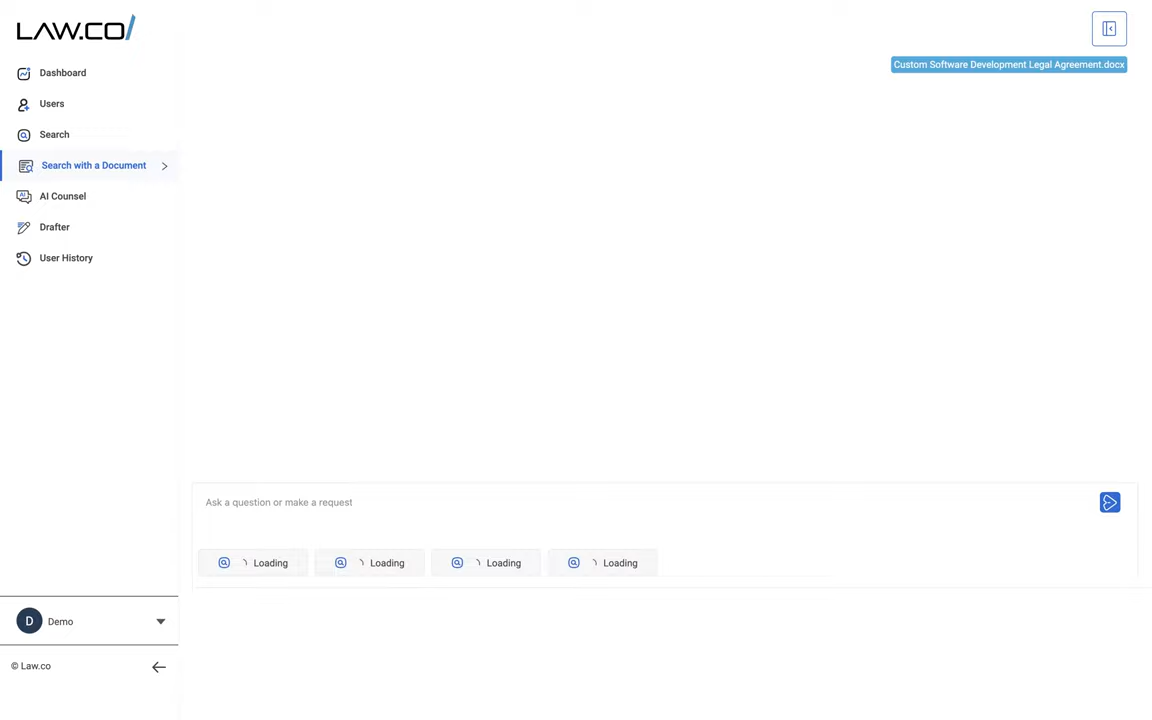 LAW.CO/
Custom Software Development Legal Agreement.docx
Dashboard
Users
Search
Search with a Document
AI Counsel
Drafter
User History
Ask a question or make a request
Loading
Loading
Loading
Loading
D
Demo
© Law.co